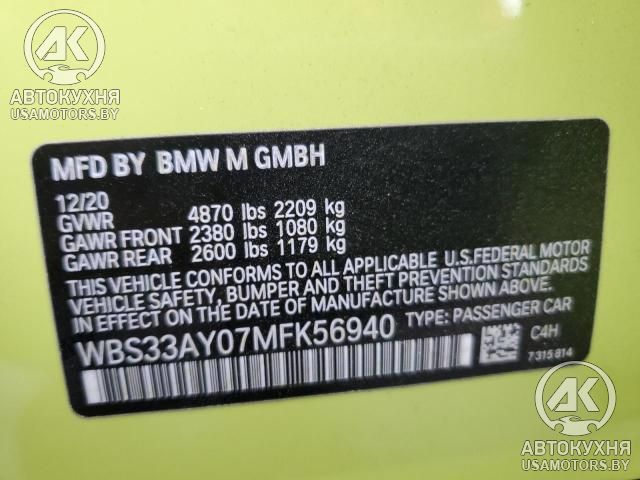 AK
АВТОКУХНЯ
USAMOTORS.BY
MFD BY BMW M GMBH
12/20
GVWR 4870 lbs 2209 kg
GAWR FRONT 2380 lbs 1080 kg
GAWR REAR 2600 lbs 1179 kg
THIS VEHICLE CONFORMS TO ALL APPLICABLE U.S.FEDERAL MOTOR
VEHICLE SAFETY, BUMPER AND THEFT PREVENTION STANDARDS
IN EFFECT ON THE DATE OF MANUFACTURE SHOWN ABOVE.
WBS33AY07MFK56940 TYPE: PASSENGER CAR
C4H
7315814
AK
АВТОКУХНЯ
USAMOTORS.BY